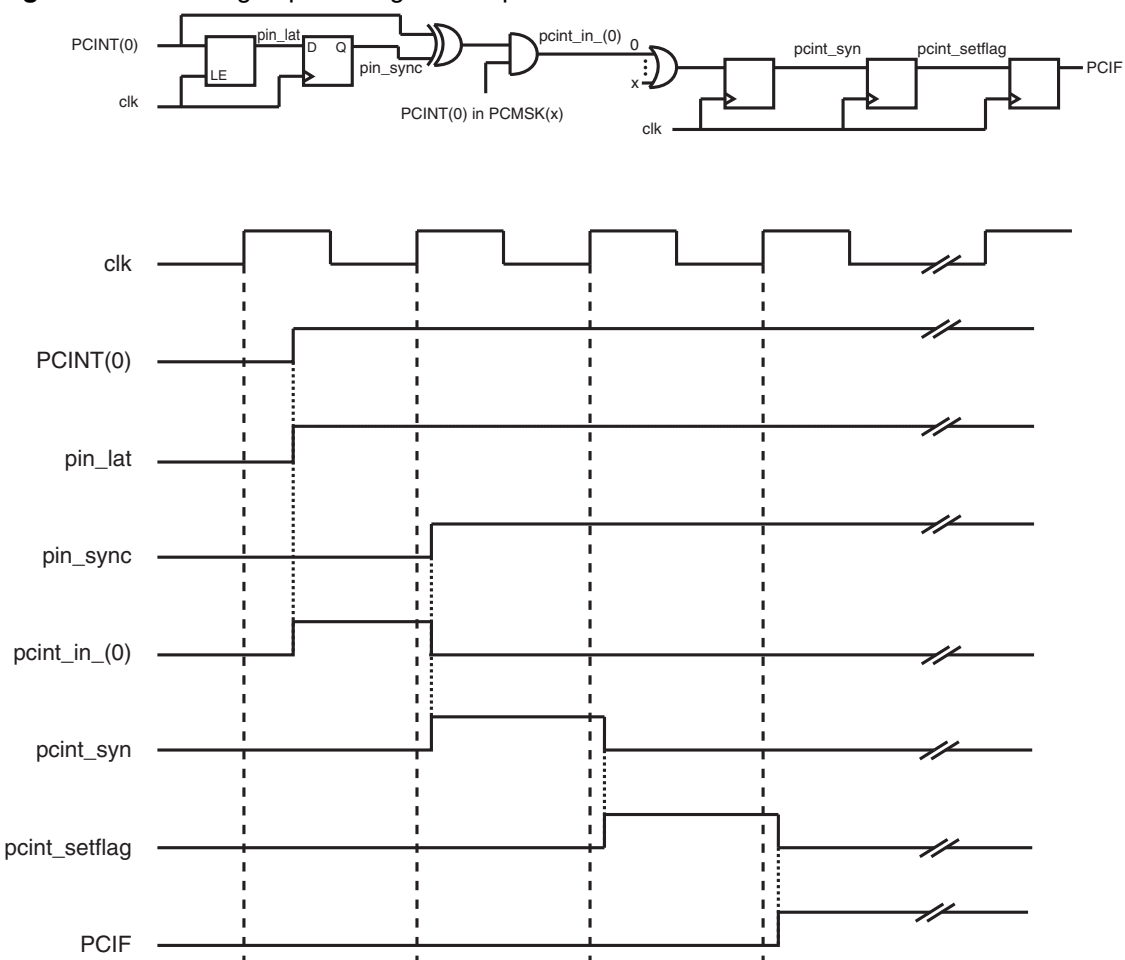 PCINT(0)
pin_lat
D Q
LE
pin_sync
clk
pcint_in_(0)
PCINT(0) in PCMSK(x)
0
x
pcint_syn
pcint_setflag
PCIF
clk
clk
PCINT(0)
pin_lat
pin_sync
pcint_in_(0)
pcint_syn
pcint_setflag
PCIF